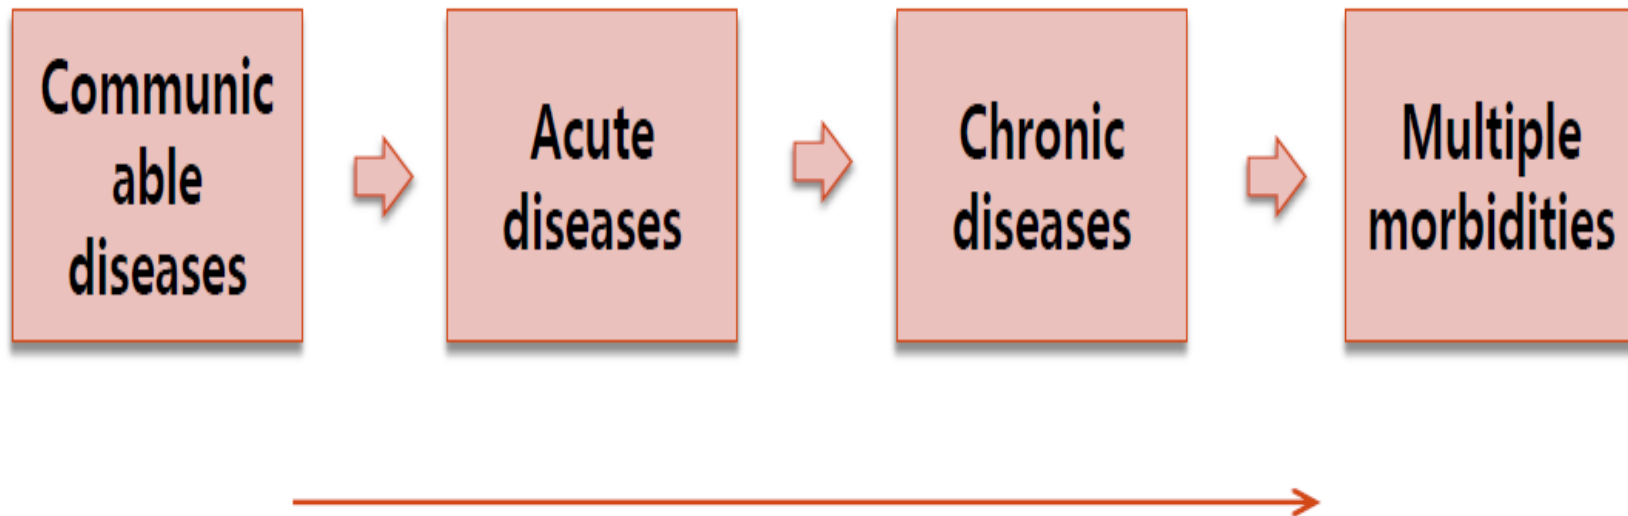 Communic
able
diseases
Acute
diseases
Chronic
diseases
Multiple
morbidities